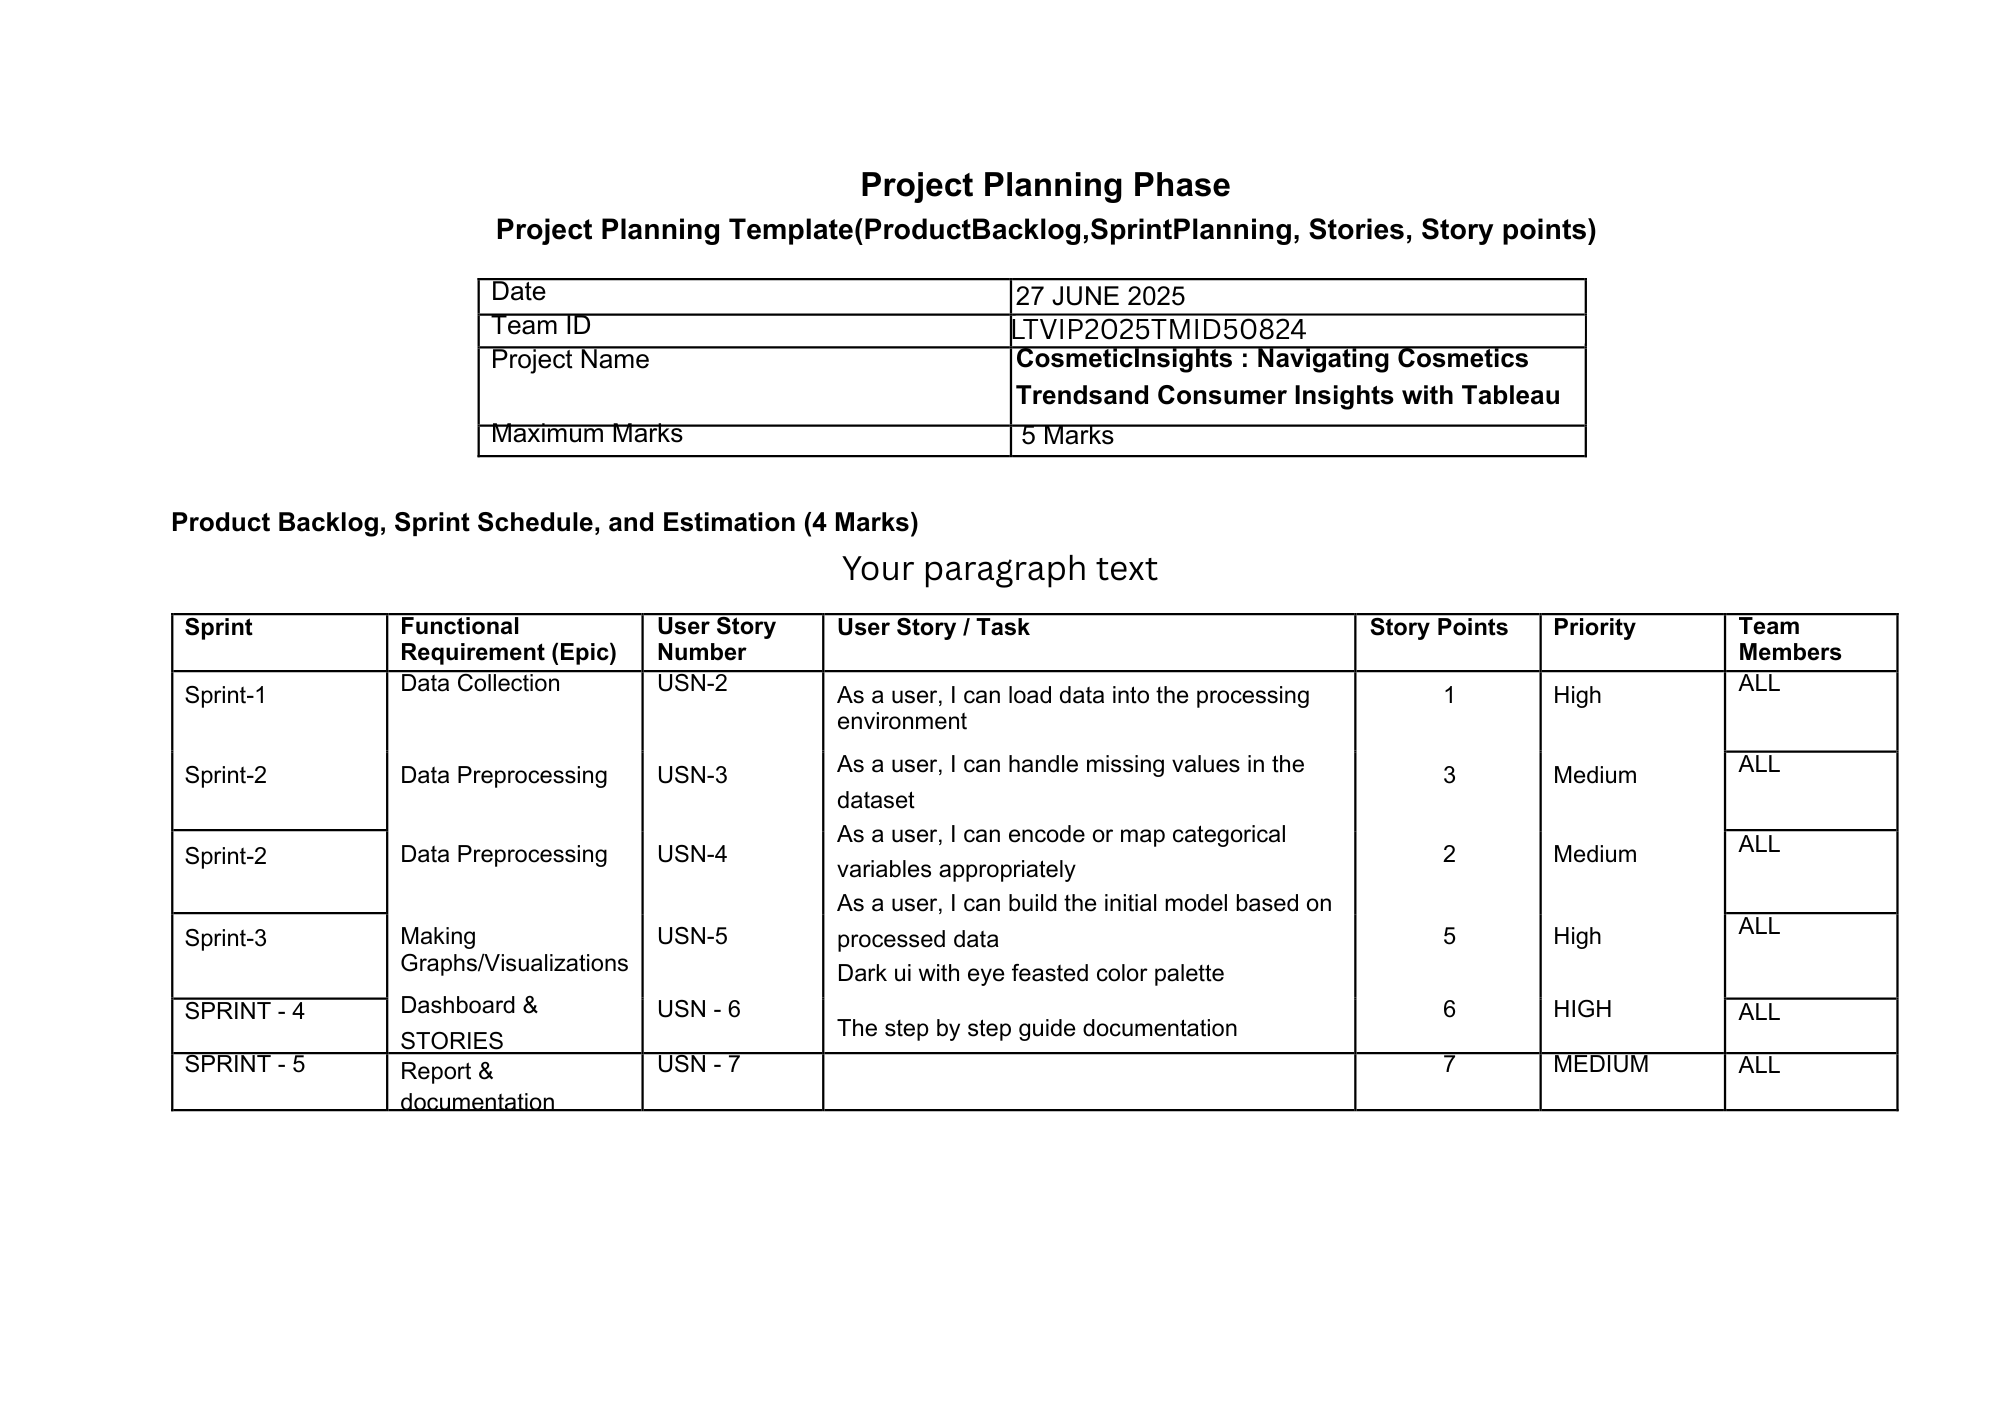 Project Planning Phase
Project Planning Template(ProductBacklog,SprintPlanning, Stories, Story points)
Date 27 JUNE 2025
Team ID LTVIP2025TMID50824
Project Name CosmeticInsights : Navigating Cosmetics
Trendsand Consumer Insights with Tableau
Maximum Marks 5 Marks
Product Backlog, Sprint Schedule, and Estimation (4 Marks)
Your paragraph text
Sprint Functional User Story User Story / Task Story Points Priority Team
Requirement (Epic) Number Members
Sprint-1 Data Collection USN-2 As a user, I can load data into the processing 1 High ALL
environment
Sprint-2 Data Preprocessing USN-3 As a user, I can handle missing values in the 3 Medium ALL
dataset
Sprint-2 Data Preprocessing USN-4 As a user, I can encode or map categorical 2 Medium ALL
variables appropriately
As a user, I can build the initial model based on
Sprint-3 Making USN-5 processed data 5 High ALL
Graphs/Visualizations Dark ui with eye feasted color palette
SPRINT - 4 Dashboard & USN - 6 The step by step guide documentation 6 HIGH ALL
STORIES
SPRINT - 5 Report & USN - 7 7 MEDIUM ALL
documentation